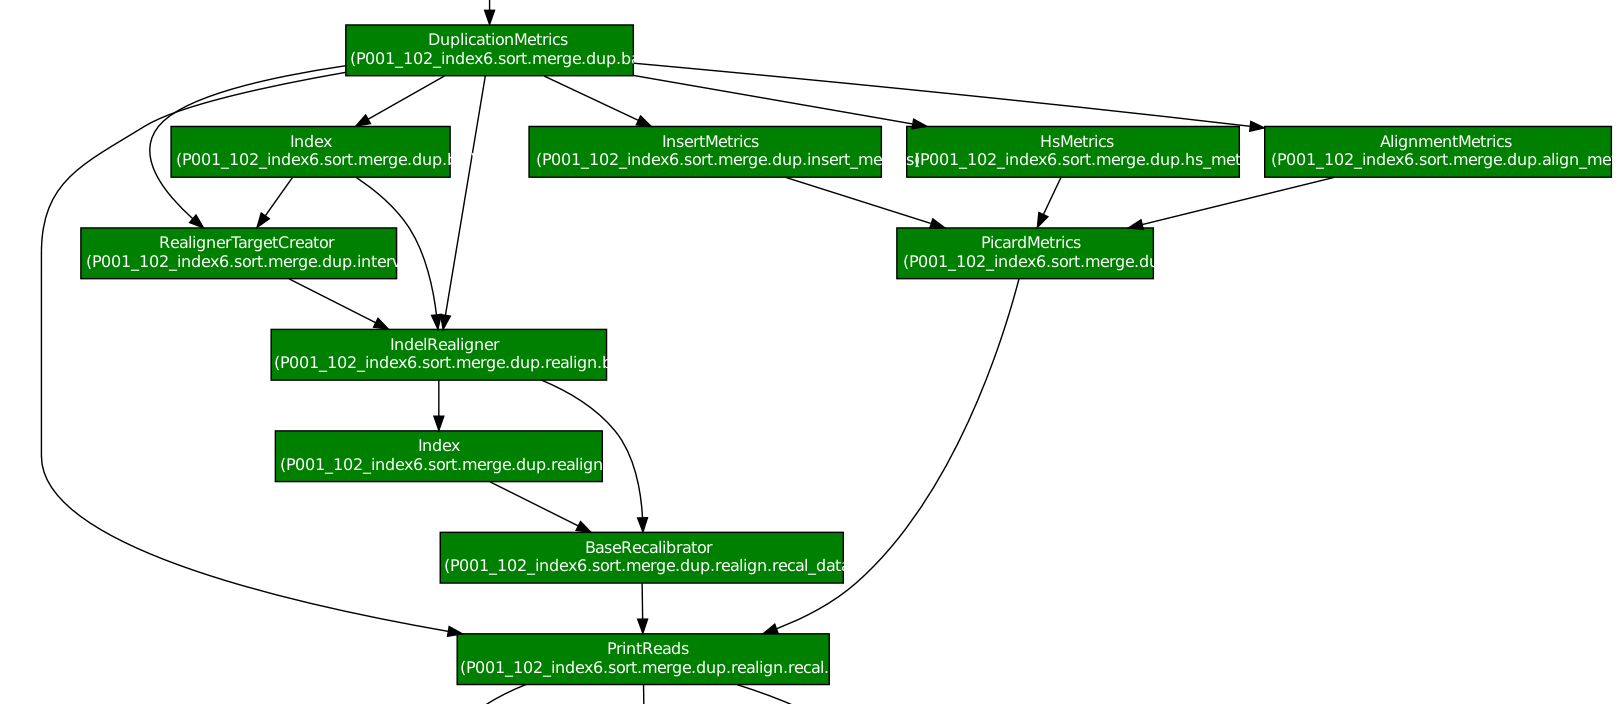 DuplicationMetrics
(P001_102_index6.sort.merge.dup.ba
Index
(P001_102_index6.sort.merge.dup.b
InsertMetrics
(P001_102_index6.sort.merge.dup.insert_metrics)
HsMetrics
(P001_102_index6.sort.merge.dup.hs_met
AlignmentMetrics
(P001_102_index6.sort.merge.dup.align_me
RealignerTargetCreator
(P001_102_index6.sort.merge.dup.interv
PicardMetrics
(P001_102_index6.sort.merge.du
IndelRealigner
(P001_102_index6.sort.merge.dup.realign.b
Index
(P001_102_index6.sort.merge.dup.realign
BaseRecalibrator
(P001_102_index6.sort.merge.dup.realign.recal_data
PrintReads
(P001_102_index6.sort.merge.dup.realign.recal.